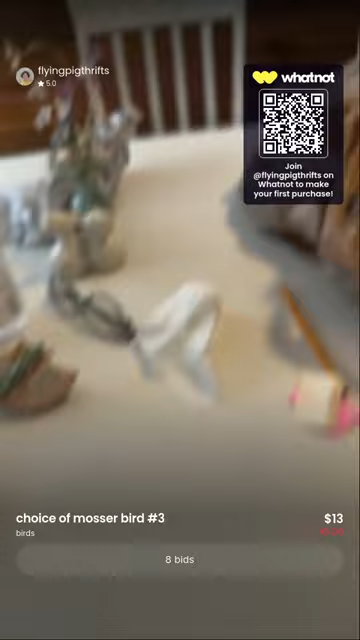 flyingpigthrifts
★ 5.0
whatnot
Join
@flyingpigthrifts on
Whatnot to make
your first purchase!
choice of mosser bird #3
$13
birds
8 bids